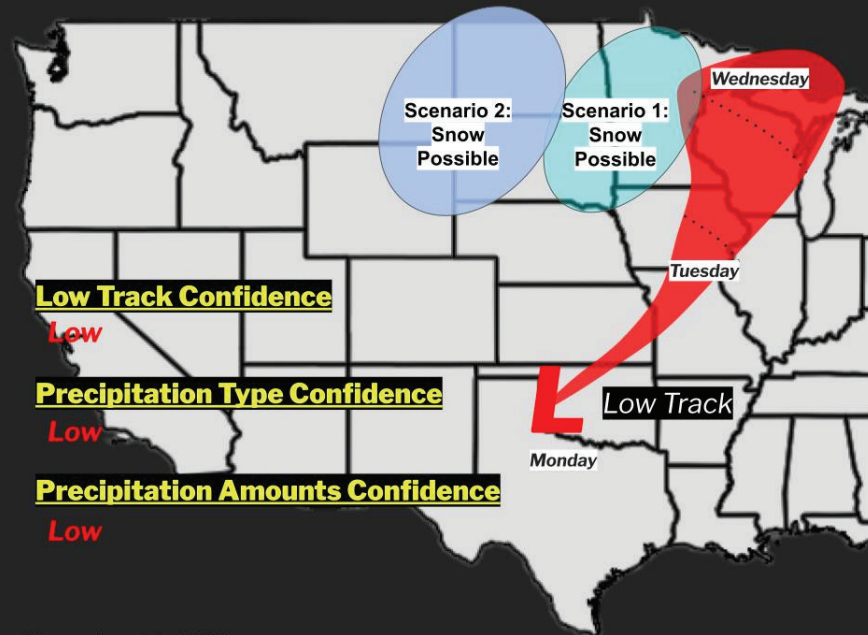 Wednesday
Scenario 2:
Snow
Possible
Scenario 1:
Snow
Possible
Tuesday
Low Track Confidence
Low
L
Low Track
Precipitation Type Confidence
Low
Monday
Precipitation Amounts Confidence
Low